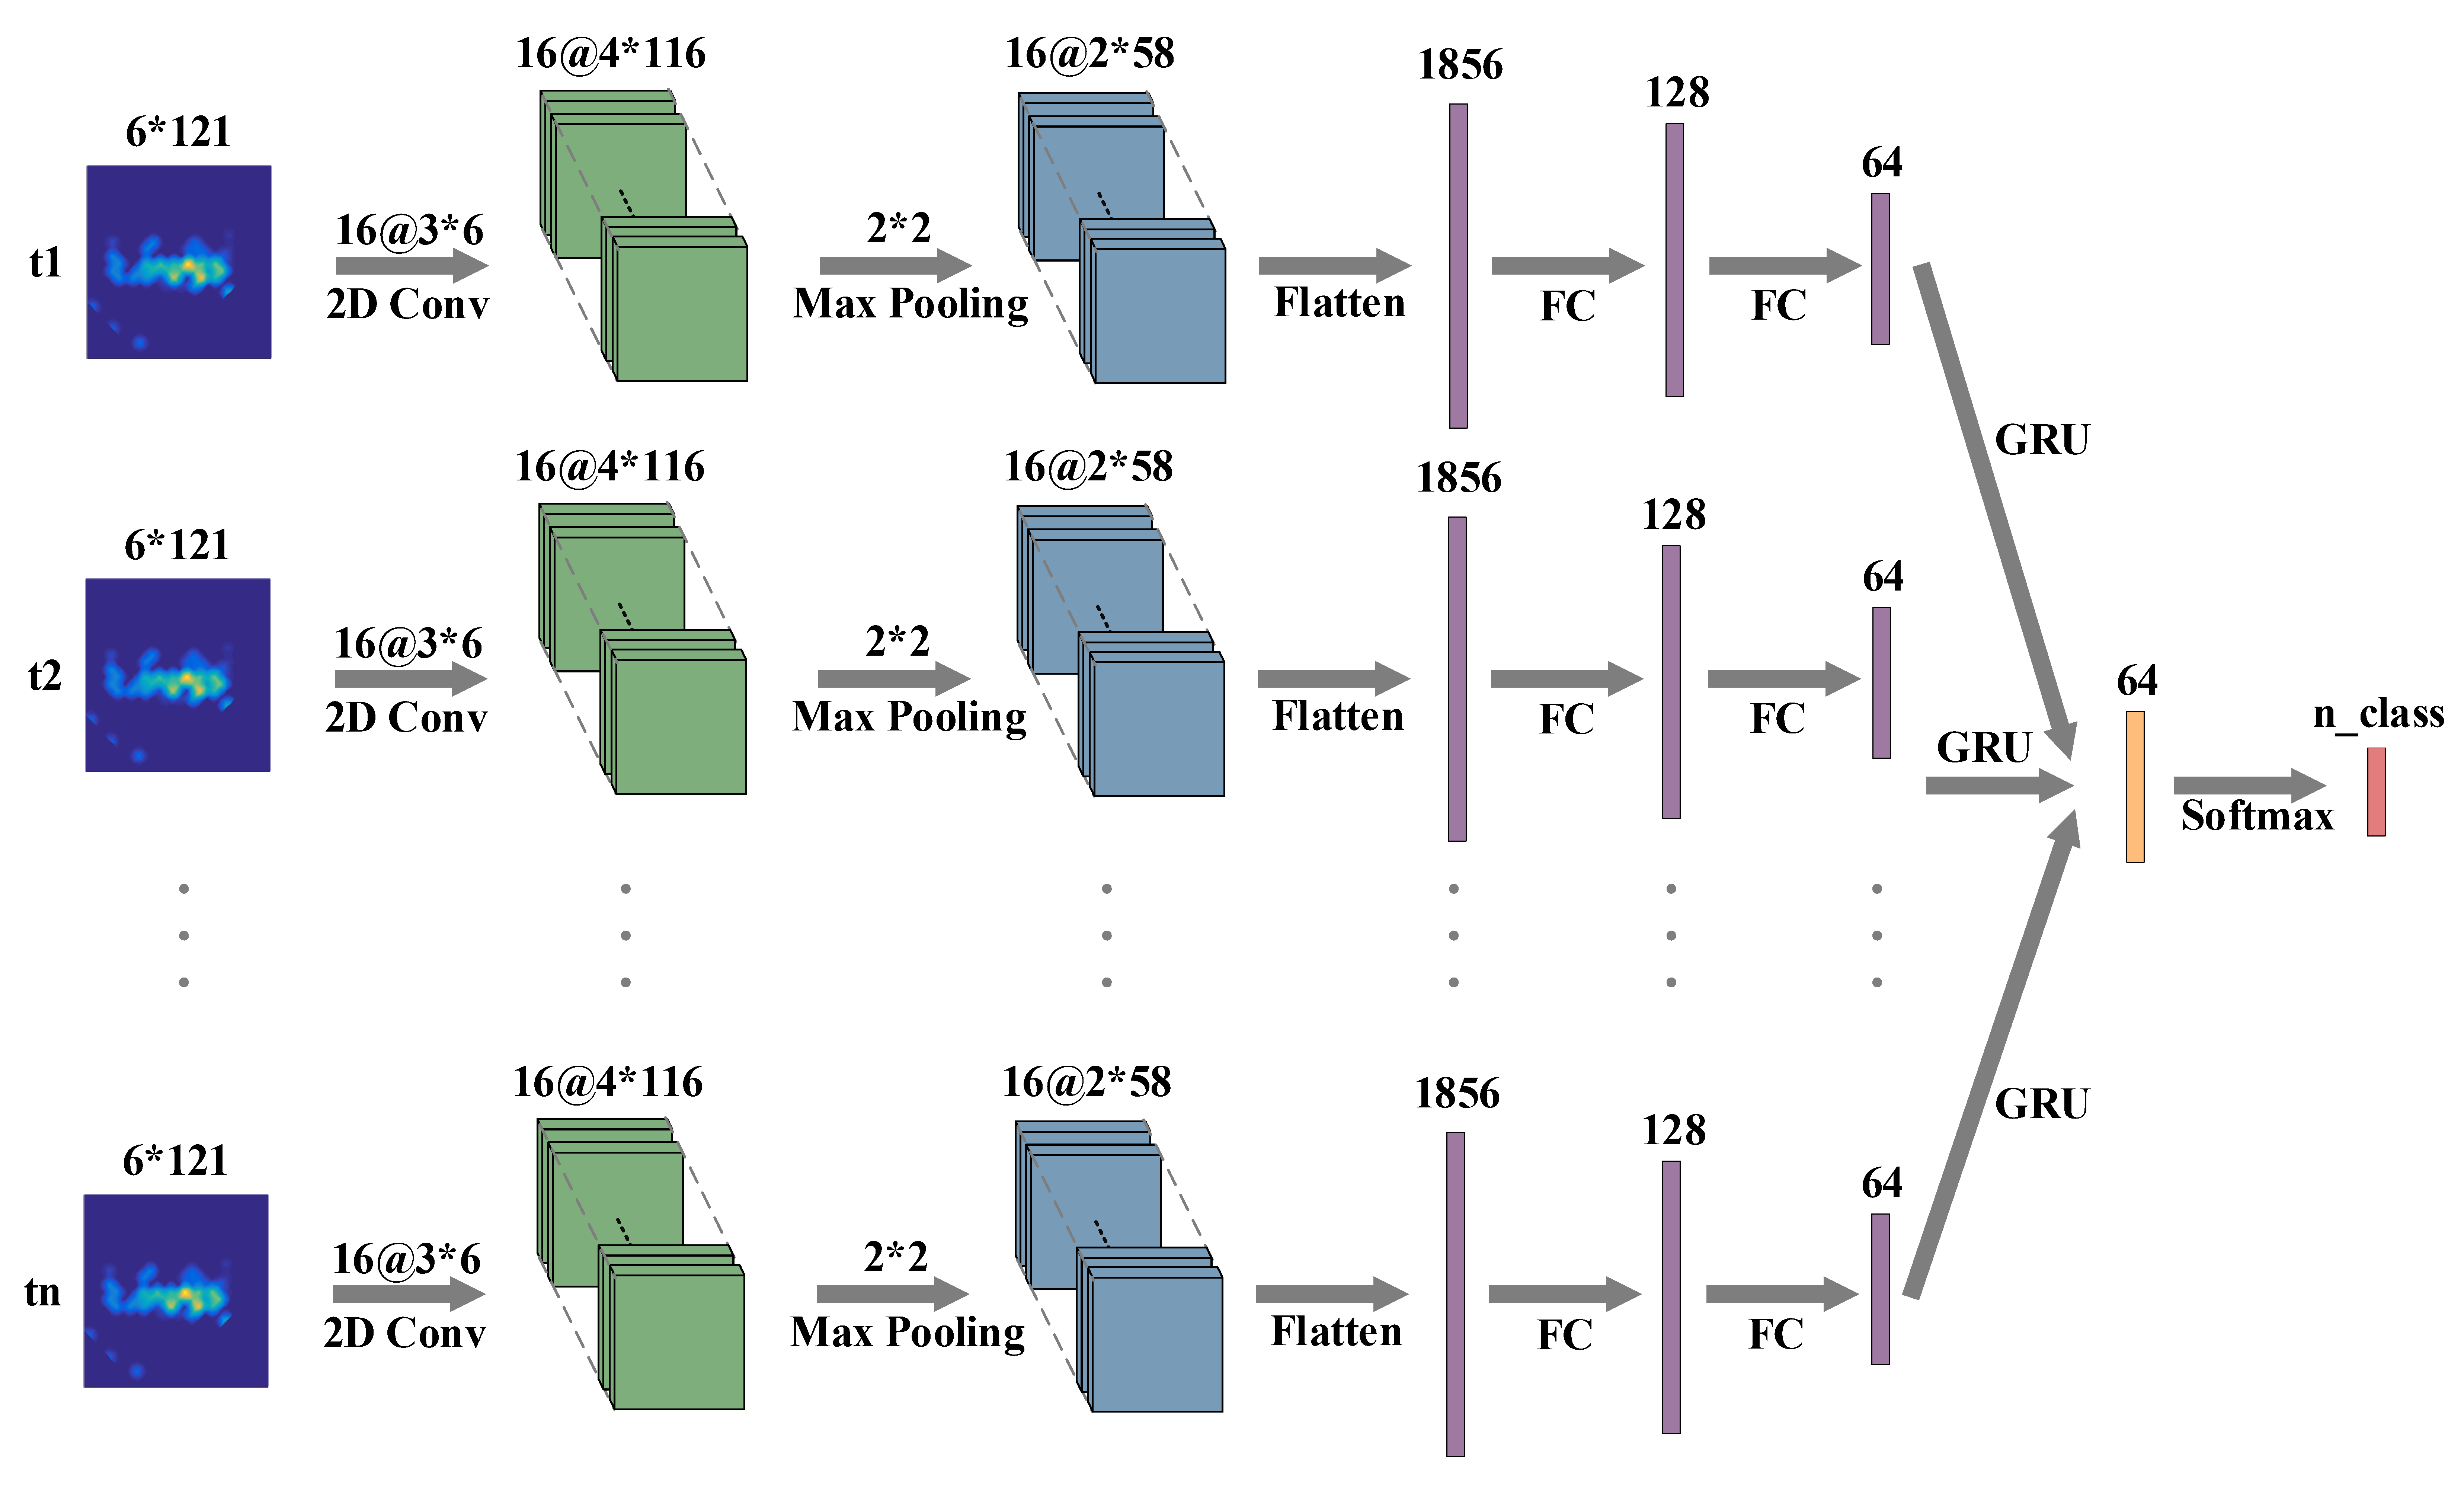 16@4*116
16@2*58
1856
128
6*121
64
t1
16@3*6
2D Conv
2*2
Max Pooling
Flatten
FC
FC
GRU
16@4*116
16@2*58
1856
128
6*121
64
t2
16@3*6
2D Conv
2*2
Max Pooling
Flatten
FC
FC
GRU
64
n_class
Softmax
16@4*116
16@2*58
1856
128
6*121
64
tn
16@3*6
2D Conv
2*2
Max Pooling
Flatten
FC
FC
GRU